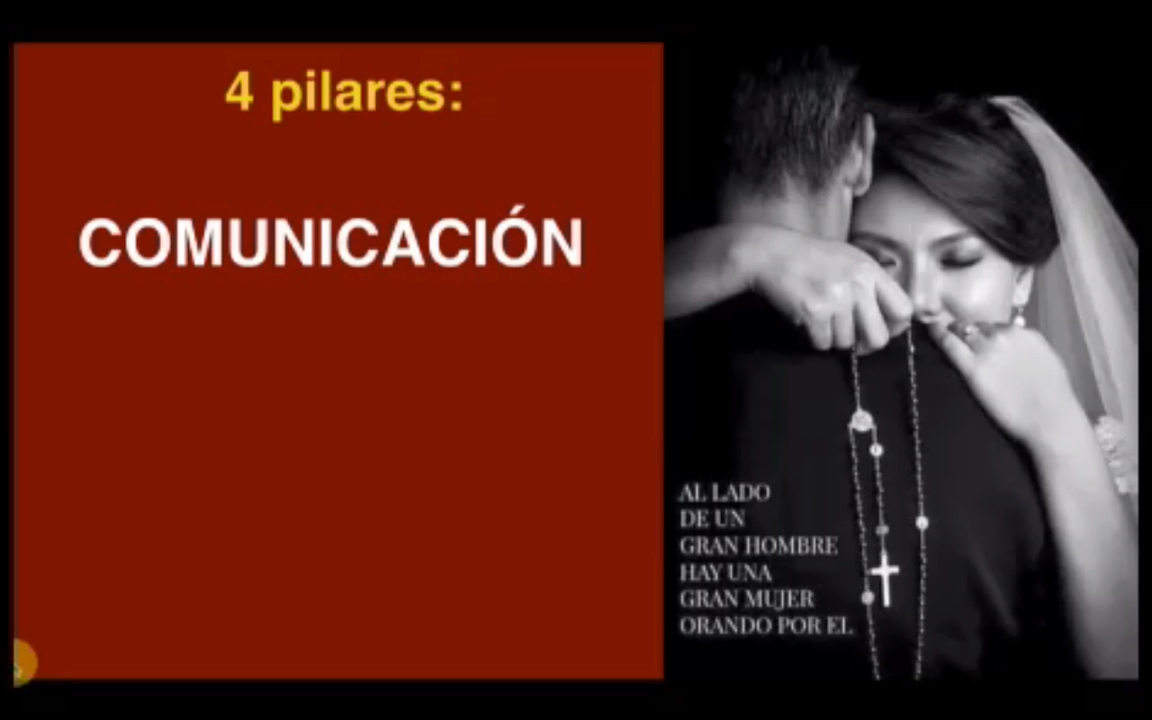 4 pilares:
COMUNICACIÓN
AL LADO
DE UN
GRAN HOMBRE
HAY UNA
GRAN MUJER
ORANDO POR EL